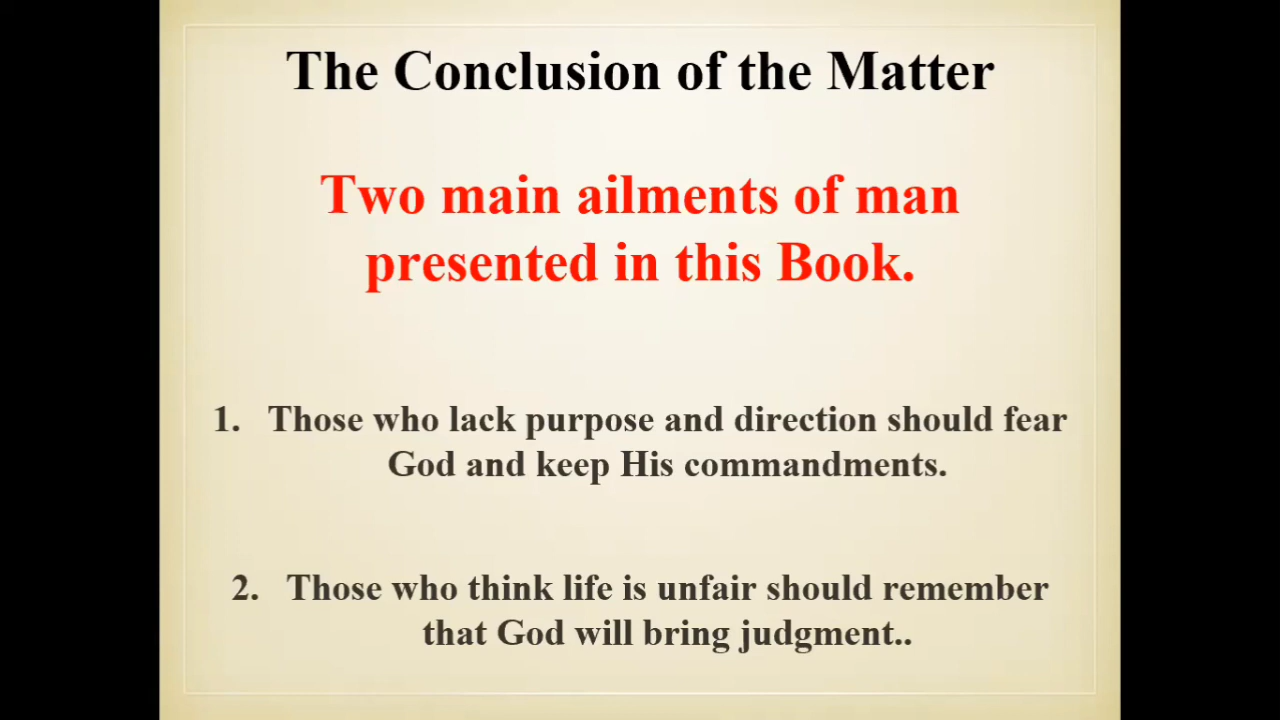 The Conclusion of the Matter
Two main ailments of man
presented in this Book.
1. Those who lack purpose and direction should fear
God and keep His commandments.
2. Those who think life is unfair should remember
that God will bring judgment..